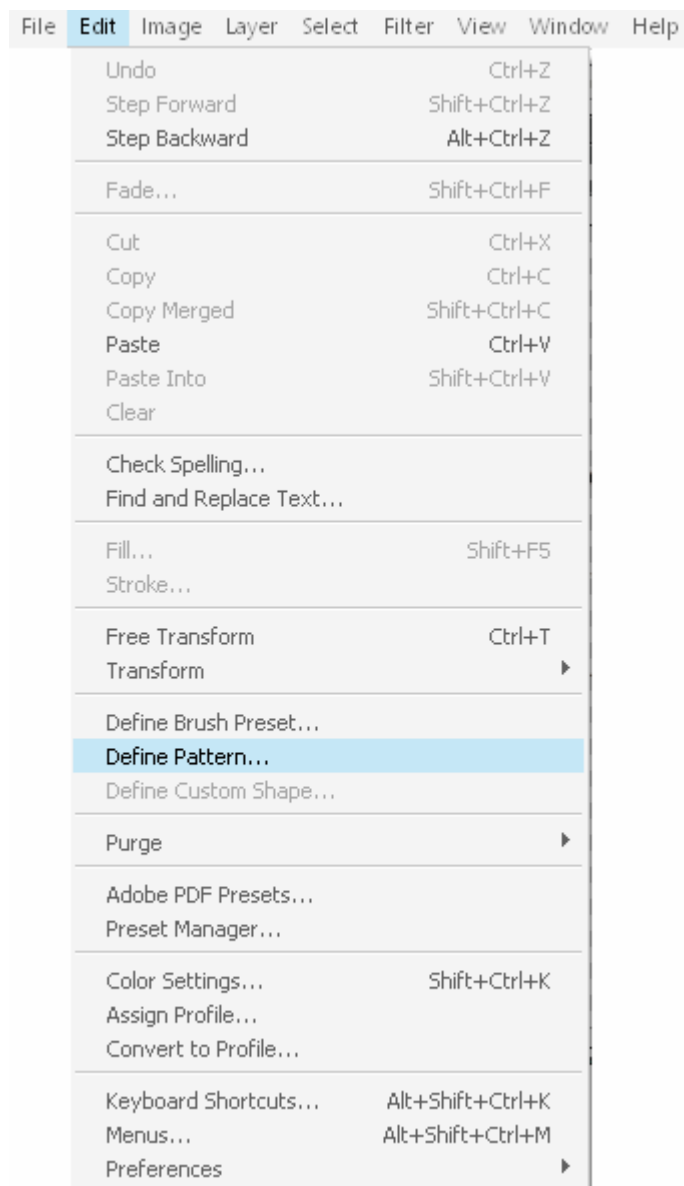 File Edit Image Layer Select Filter View Window Help
Undo Ctrl+Z
Step Forward Shift+Ctrl+Z
Step Backward Alt+Ctrl+Z
Fade... Shift+Ctrl+F
Cut Ctrl+X
Copy Ctrl+C
Copy Merged Shift+Ctrl+C
Paste Ctrl+V
Paste Into Shift+Ctrl+V
Clear
Check Spelling...
Find and Replace Text...
Fill... Shift+F5
Stroke...
Free Transform Ctrl+T
Transform
Define Brush Preset...
Define Pattern...
Define Custom Shape...
Purge
Adobe PDF Presets...
Preset Manager...
Color Settings... Shift+Ctrl+K
Assign Profile...
Convert to Profile...
Keyboard Shortcuts... Alt+Shift+Ctrl+K
Menus... Alt+Shift+Ctrl+M
Preferences